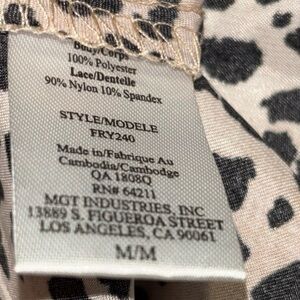 Body/Corps
100% Polyester
Lace/Dentelle
90% Nylon 10% Spandex
STYLE/MODELE
FRY240
Made in/Fabrique Au
Cambodia/Cambodge
QA 1808Q
RN# 64211
MGT INDUSTRIES, INC
13889 S. FIGUEROA STREET
LOS ANGELES, CA 90061
M/M